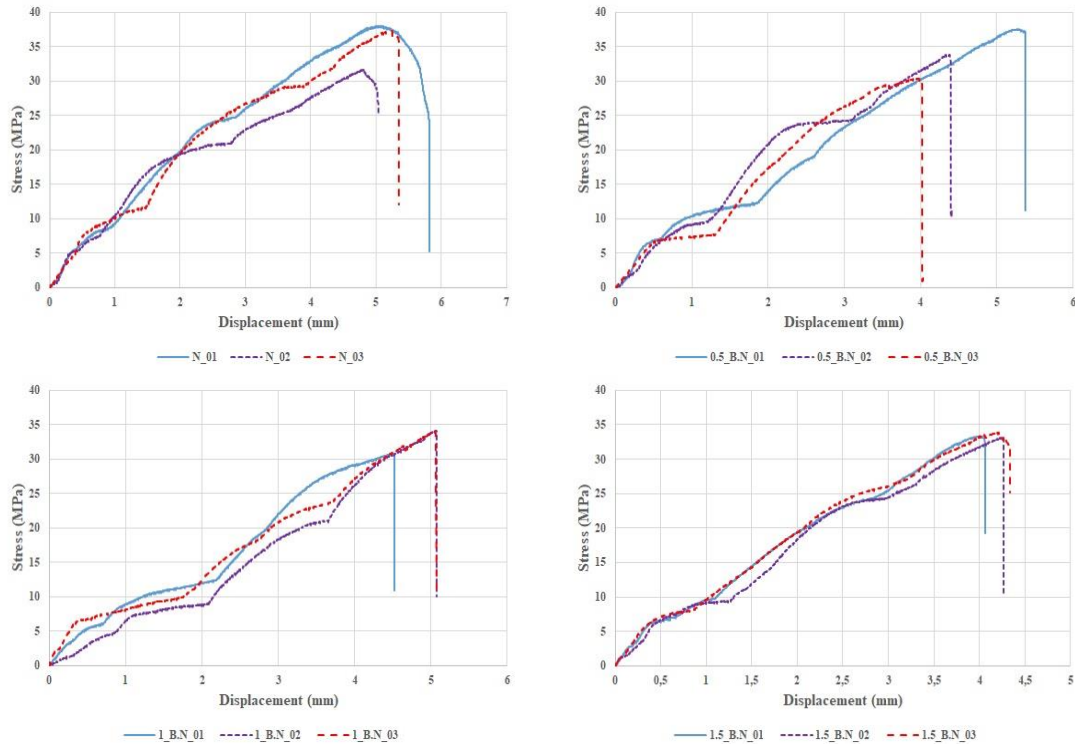 40
35
30
25
20
15
10
5
0
Stress (MPa)
0 1 2 3 4 5 6 7
Displacement (mm)
N_01 N_02 N_03
40
35
30
25
20
15
10
5
0
Stress (MPa)
0 1 2 3 4 5 6
Displacement (mm)
0.5_B.N_01 0.5_B.N_02 0.5_B.N_03
40
35
30
25
20
15
10
5
0
Stress (MPa)
0 1 2 3 4 5 6
Displacement (mm)
1_B.N_01 1_B.N_02 1_B.N_03
40
35
30
25
20
15
10
5
0
Stress (MPa)
0 0,5 1 1,5 2 2,5 3 3,5 4 4,5 5
Displacement (mm)
1.5_B.N_01 1.5_B.N_02 1.5_B.N_03